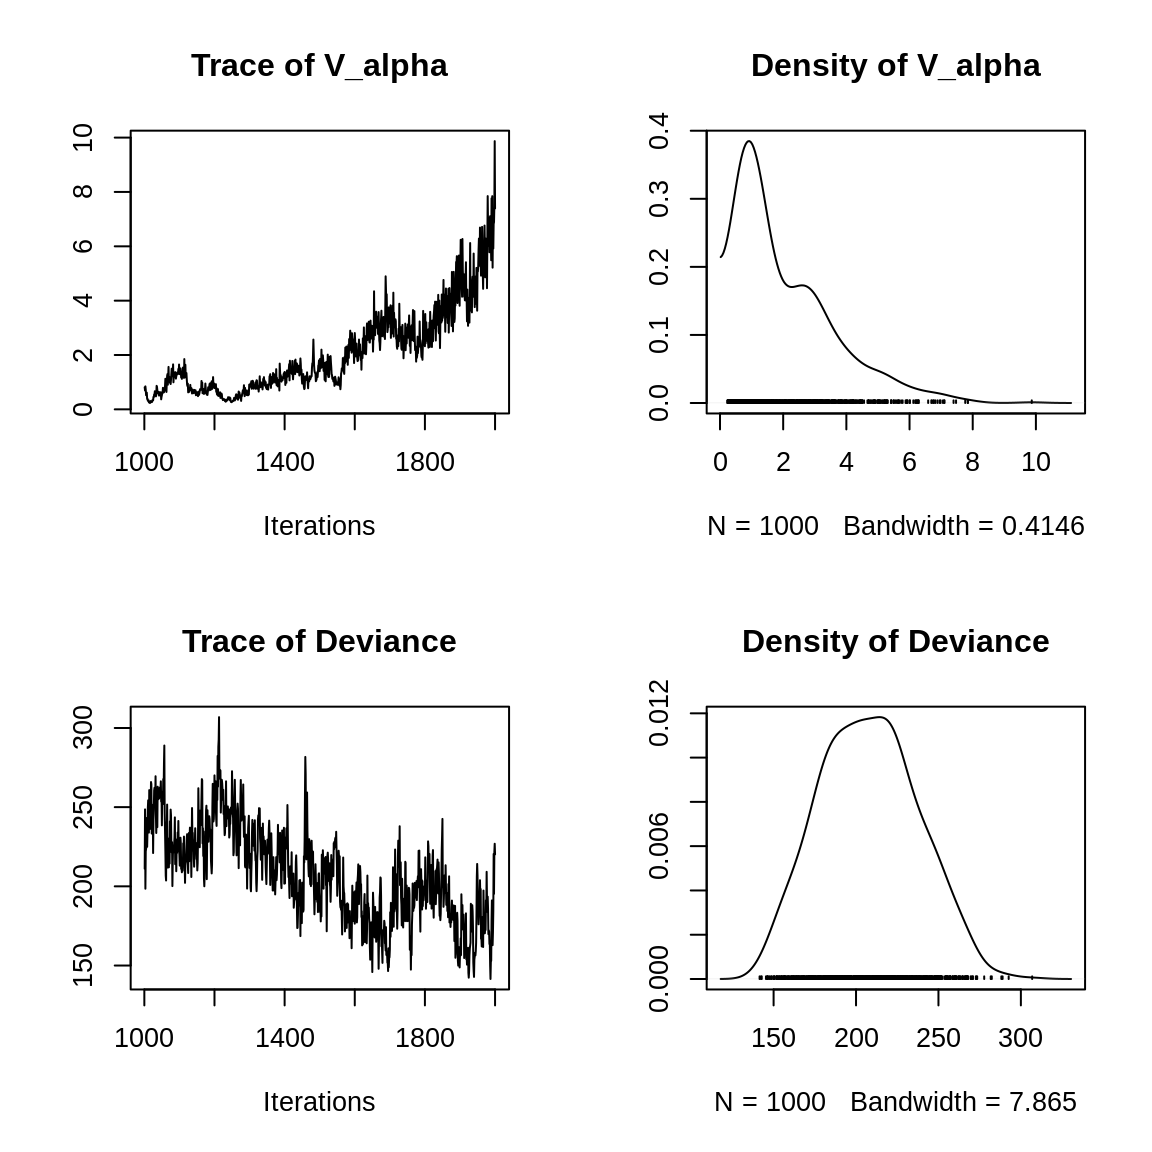 Trace of V_alpha
10
8
6
4
2
0
1000 1400 1800
Iterations
Density of V_alpha
0.4
0.3
0.2
0.1
0.0
0 2 4 6 8 10
N = 1000 Bandwidth = 0.4146
Trace of Deviance
300
250
200
150
1000 1400 1800
Iterations
Density of Deviance
0.012
0.006
0.000
150 200 250 300
N = 1000 Bandwidth = 7.865